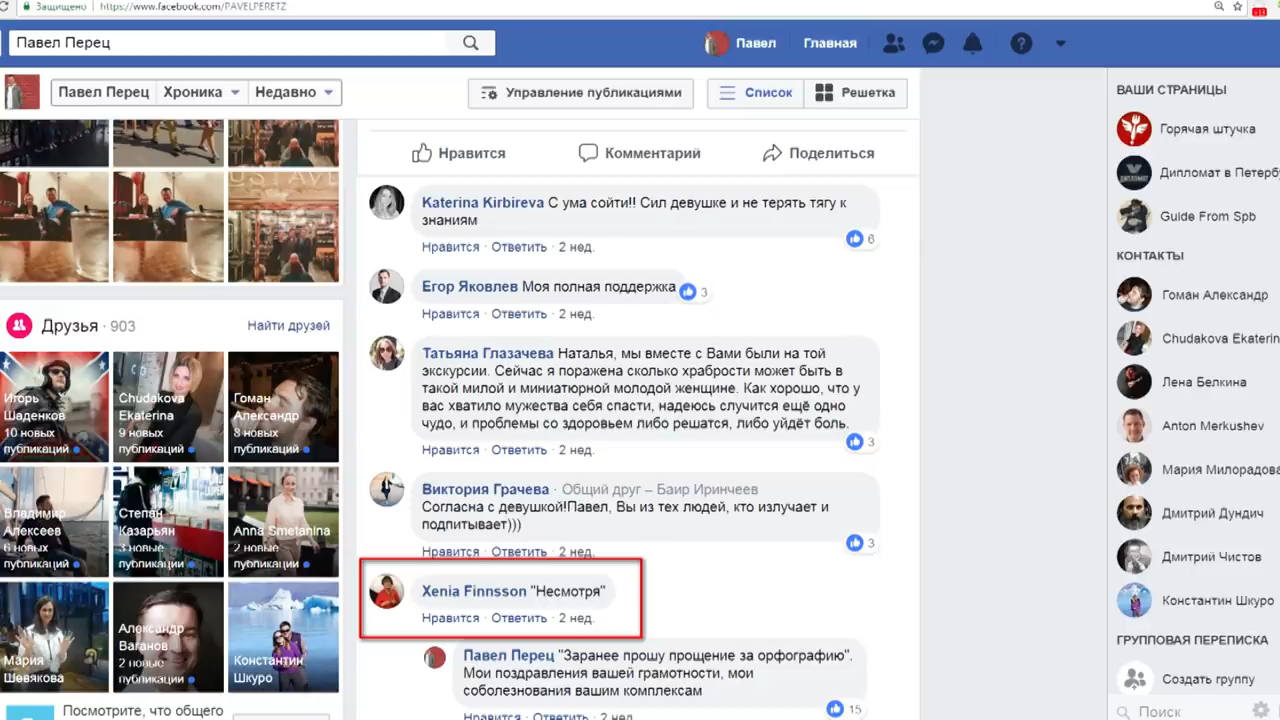 Защищено https://www.facebook.com/PAVELPERETZ
Павел Перец
Павел Главная
Павел Перец Хроника Недавно
Управление публикациями Список Решетка
Друзья · 903 Найти друзей
Игорь
Шаденков
10 новых
публикаций
Chudakova
Ekaterina
9 новых
публикаций
Гоман
Александр
8 новых
публикаций
Владимир
Алексеев
6 новых
публикаций
Степан
Казарьян
3 новые
публикации
Anna Smetanina
2 новые
публикации
Мария
Шевякова
Александр
Ваганов
2 новые
публикации
Константин
Шкуро
Посмотрите, что общего
Нравится Комментарий Поделиться
Katerina Kirbireva С ума сойти!! Сил девушке и не терять тягу к
знаниям
6
Нравится · Ответить · 2 нед.
Егор Яковлев Моя полная поддержка
3
Нравится · Ответить · 2 нед.
Татьяна Глазачева Наталья, мы вместе с Вами были на той
экскурсии. Сейчас я поражена сколько храбрости может быть в
такой милой и миниатюрной молодой женщине. Как хорошо, что у
вас хватило мужества себя спасти, надеюсь случится ещё одно
чудо, и проблемы со здоровьем либо решатся, либо уйдёт боль.
3
Нравится · Ответить · 2 нед.
Виктория Грачева · Общий друг – Баир Иринчеев
Согласна с девушкой!Павел, Вы из тех людей, кто излучает и
подпитывает)))
3
Нравится · Ответить · 2 нед.
Xenia Finnsson "Несмотря"
Нравится · Ответить · 2 нед.
Павел Перец "Заранее прошу прощение за орфографию".
Мои поздравления вашей грамотности, мои
соболезнования вашим комплексам
15
Нравится · Ответить · 2 нед.
ВАШИ СТРАНИЦЫ
Горячая штучка
Дипломат в Петербу
Guide From Spb
КОНТАКТЫ
Гоман Александр
Chudakova Ekaterin
Лена Белкина
Anton Merkushev
Мария Милорадова
Дмитрий Дундич
Дмитрий Чистов
Константин Шкуро
ГРУППОВАЯ ПЕРЕПИСКА
Создать группу
Поиск